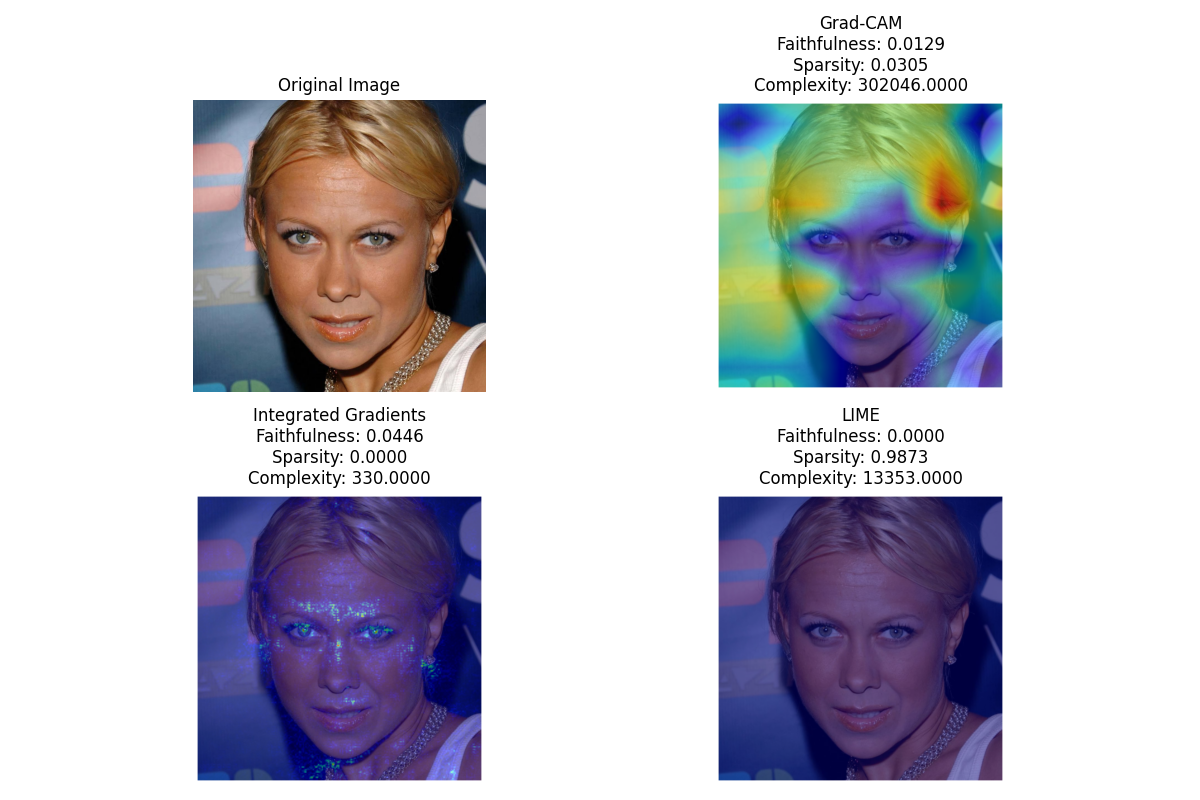 Original Image
Grad-CAM
Faithfulness: 0.0129
Sparsity: 0.0305
Complexity: 302046.0000
Integrated Gradients
Faithfulness: 0.0446
Sparsity: 0.0000
Complexity: 330.0000
LIME
Faithfulness: 0.0000
Sparsity: 0.9873
Complexity: 13353.0000